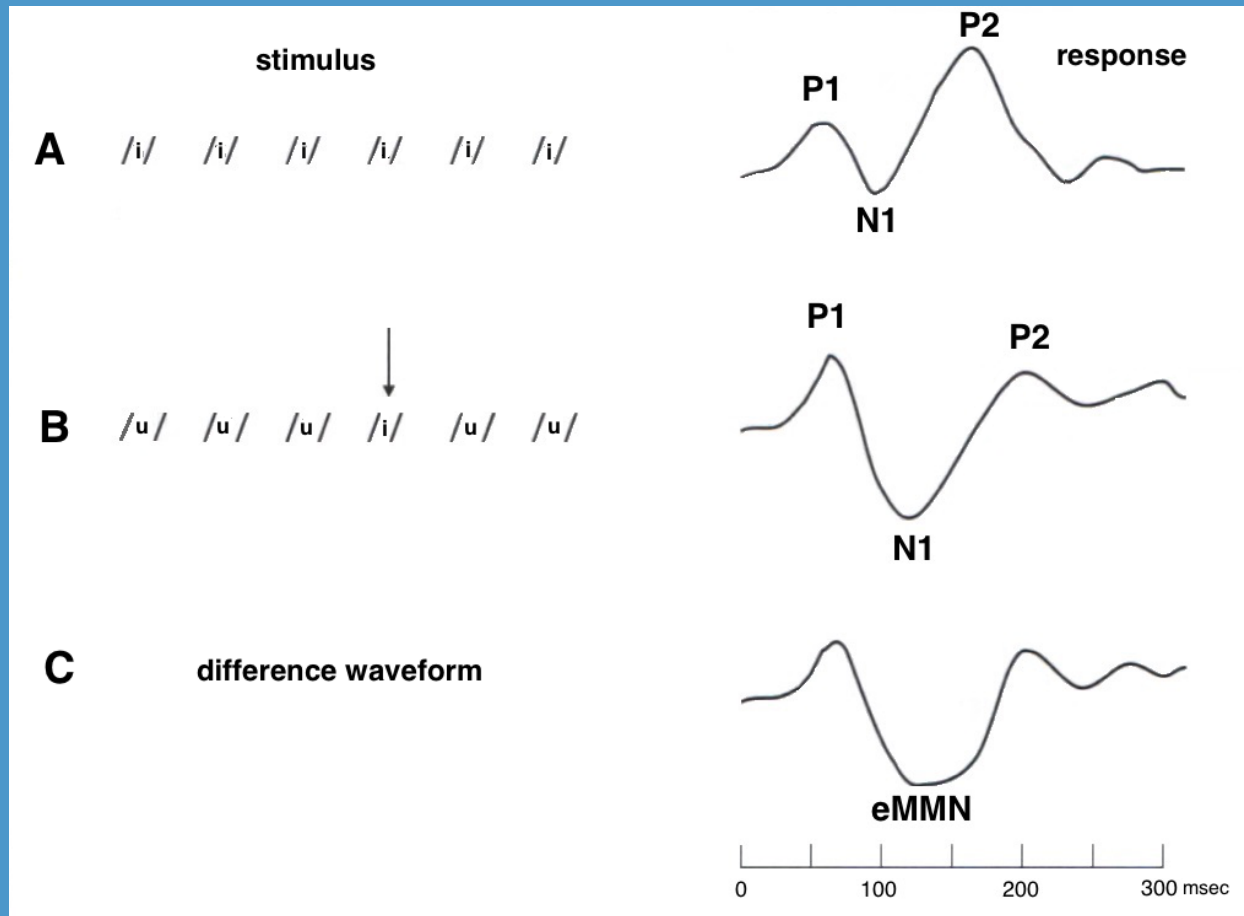 stimulus
response
A
/i/ /i/ /i/ /i/ /i/ /i/
P1
N1
P2
B
/u/ /u/ /u/ /i/ /u/ /u/
P1
N1
P2
C
difference waveform
eMMN
0 100 200 300 msec